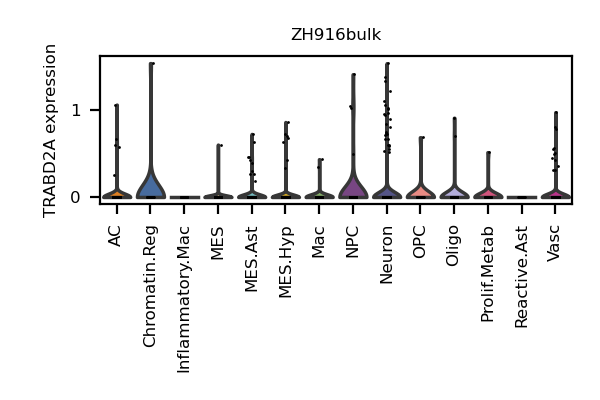 ZH916bulk
TRABD2A expression
1
0
AC
Chromatin.Reg
Inflammatory.Mac
MES
MES.Ast
MES.Hyp
Mac
NPC
Neuron
OPC
Oligo
Prolif.Metab
Reactive.Ast
Vasc